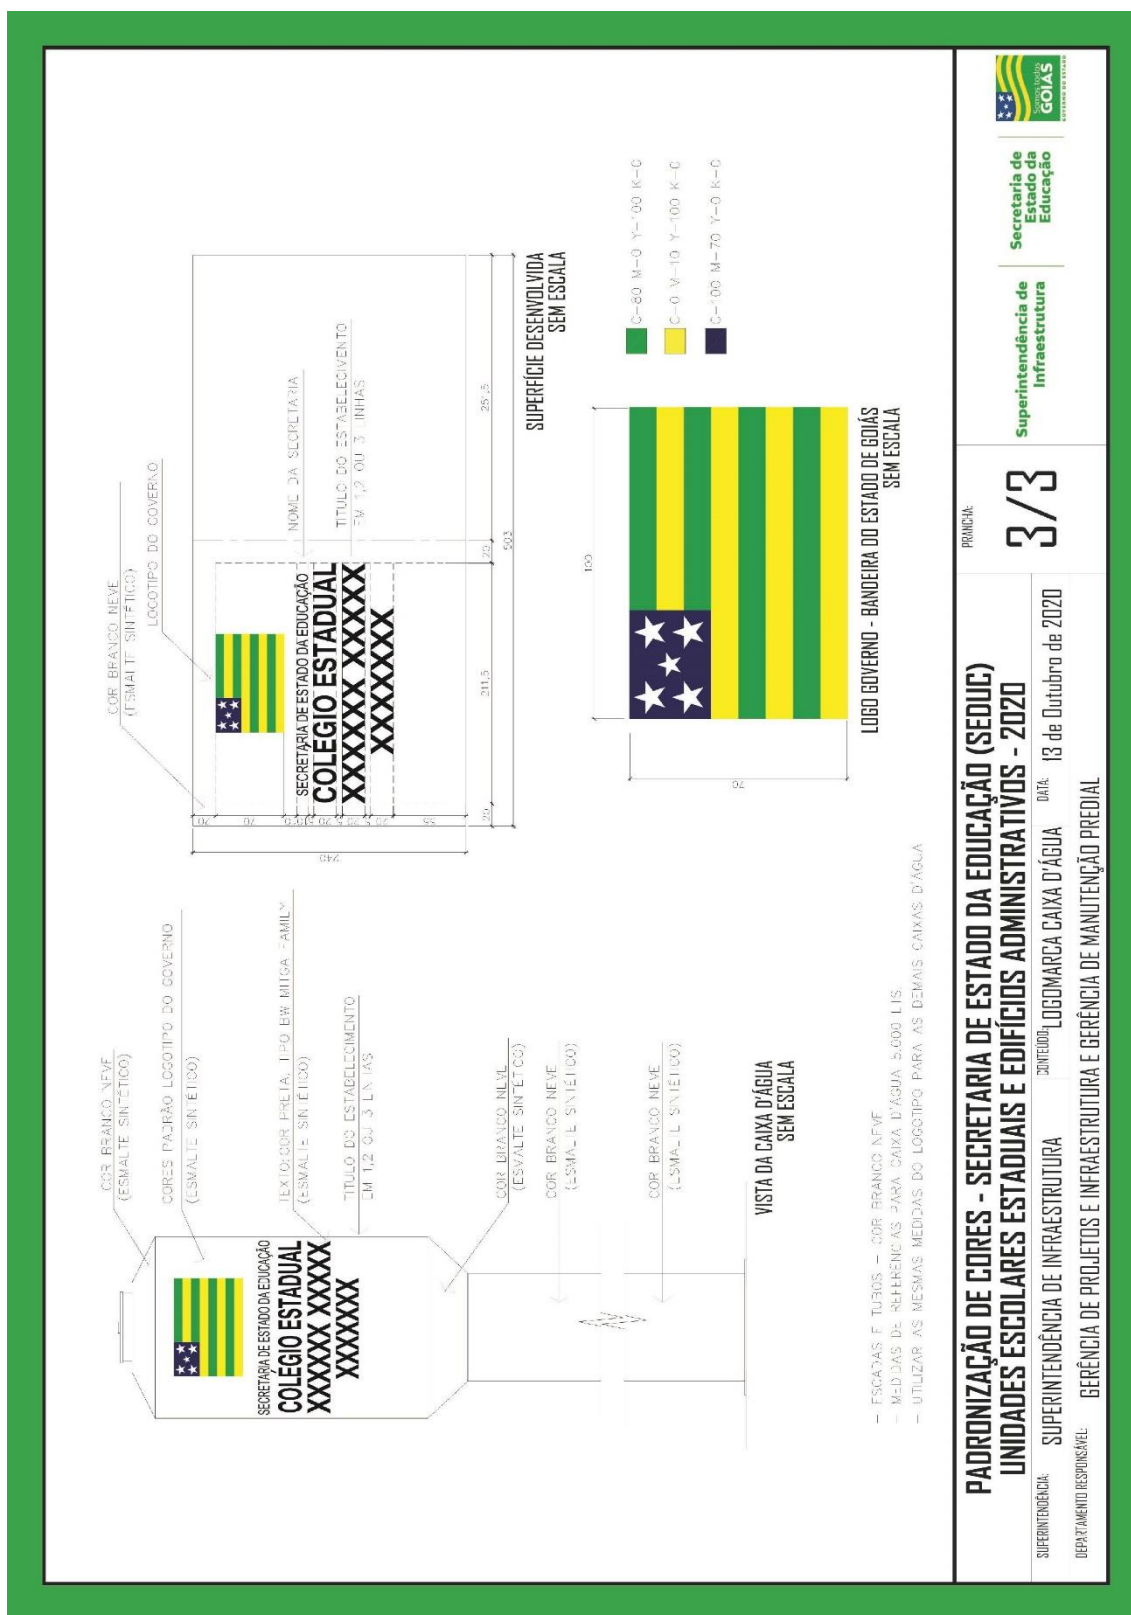 COR BRANCO NEVE
(ESMALTE SINTÉTICO)
CORES PADRÃO LOGOTIPO DO GOVERNO
(ESMALTE SINTÉTICO)
TEXTO: COR PRETA, TIPO BW MITGA FAMILY
(ESMALTE SINTÉTICO)
TITULO DO ESTABELECIMENTO
EM 1,2 OU 3 LINHAS
COR BRANCO NEVE
(ESMALTE SINTÉTICO)
COR BRANCO NEVE
(ESMALTE SINTÉTICO)
COR BRANCO NEVE
(ESMALTE SINTÉTICO)
SECRETARIA DE ESTADO DA EDUCAÇÃO
COLÉGIO ESTADUAL
XXXXXX XXXXX
XXXXXXX
VISTA DA CAIXA D'ÁGUA
SEM ESCALA
COR BRANCO NEVE
(ESMALTE SINTÉTICO)
LOGOTIPO DO GOVERNO
SECRETARIA DE ESTADO DA EDUCAÇÃO
COLÉGIO ESTADUAL
XXXXXX XXXXX
XXXXXXX
NOME DA SECRETARIA
TITULO DO ESTABELECIMENTO
EM 1,2 OU 3 LINHAS
240
20
211,5
20
251,5
503
SUPERFÍCIE DESENVOLVIDA
SEM ESCALA
100
70
LOGO GOVERNO - BANDEIRA DO ESTADO DE GOIÁS
SEM ESCALA
C-80 M-0 Y-100 K-0
C-0 M-10 Y-100 K-0
C-100 M-70 Y-0 K-0
- ESCADAS E TUBOS - COR BRANCO NEVE
- MEDIDAS DE REFERÊNCIAS PARA CAIXA D'ÁGUA 5.000 LTS
- UTILIZAR AS MESMAS MEDIDAS DO LOGOTIPO PARA AS DEMAIS CAIXAS D'ÁGUA
PADRONIZAÇÃO DE CORES - SECRETARIA DE ESTADO DA EDUCAÇÃO (SEDUC)
UNIDADES ESCOLARES ESTADUAIS E EDIFÍCIOS ADMINISTRATIVOS - 2020
SUPERINTENDÊNCIA: SUPERINTENDÊNCIA DE INFRAESTRUTURA
CONTEÚDO: LOGOMARCA CAIXA D'ÁGUA
DATA: 13 de Outubro de 2020
DEPARTAMENTO RESPONSÁVEL: GERÊNCIA DE PROJETOS E INFRAESTRUTURA E GERÊNCIA DE MANUTENÇÃO PREDIAL
PRANCHA:
3/3
Superintendência de
Infraestrutura
Secretaria de
Estado da
Educação
Somos todos
GOIÁS
GOVERNO DO ESTADO